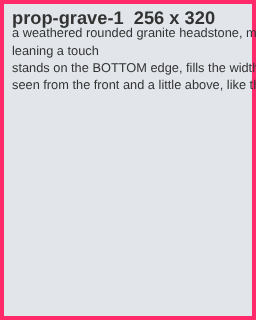 prop-grave-1  256 x 320
a weathered rounded granite headstone, m
leaning a touch
stands on the BOTTOM edge, fills the width
seen from the front and a little above, like th